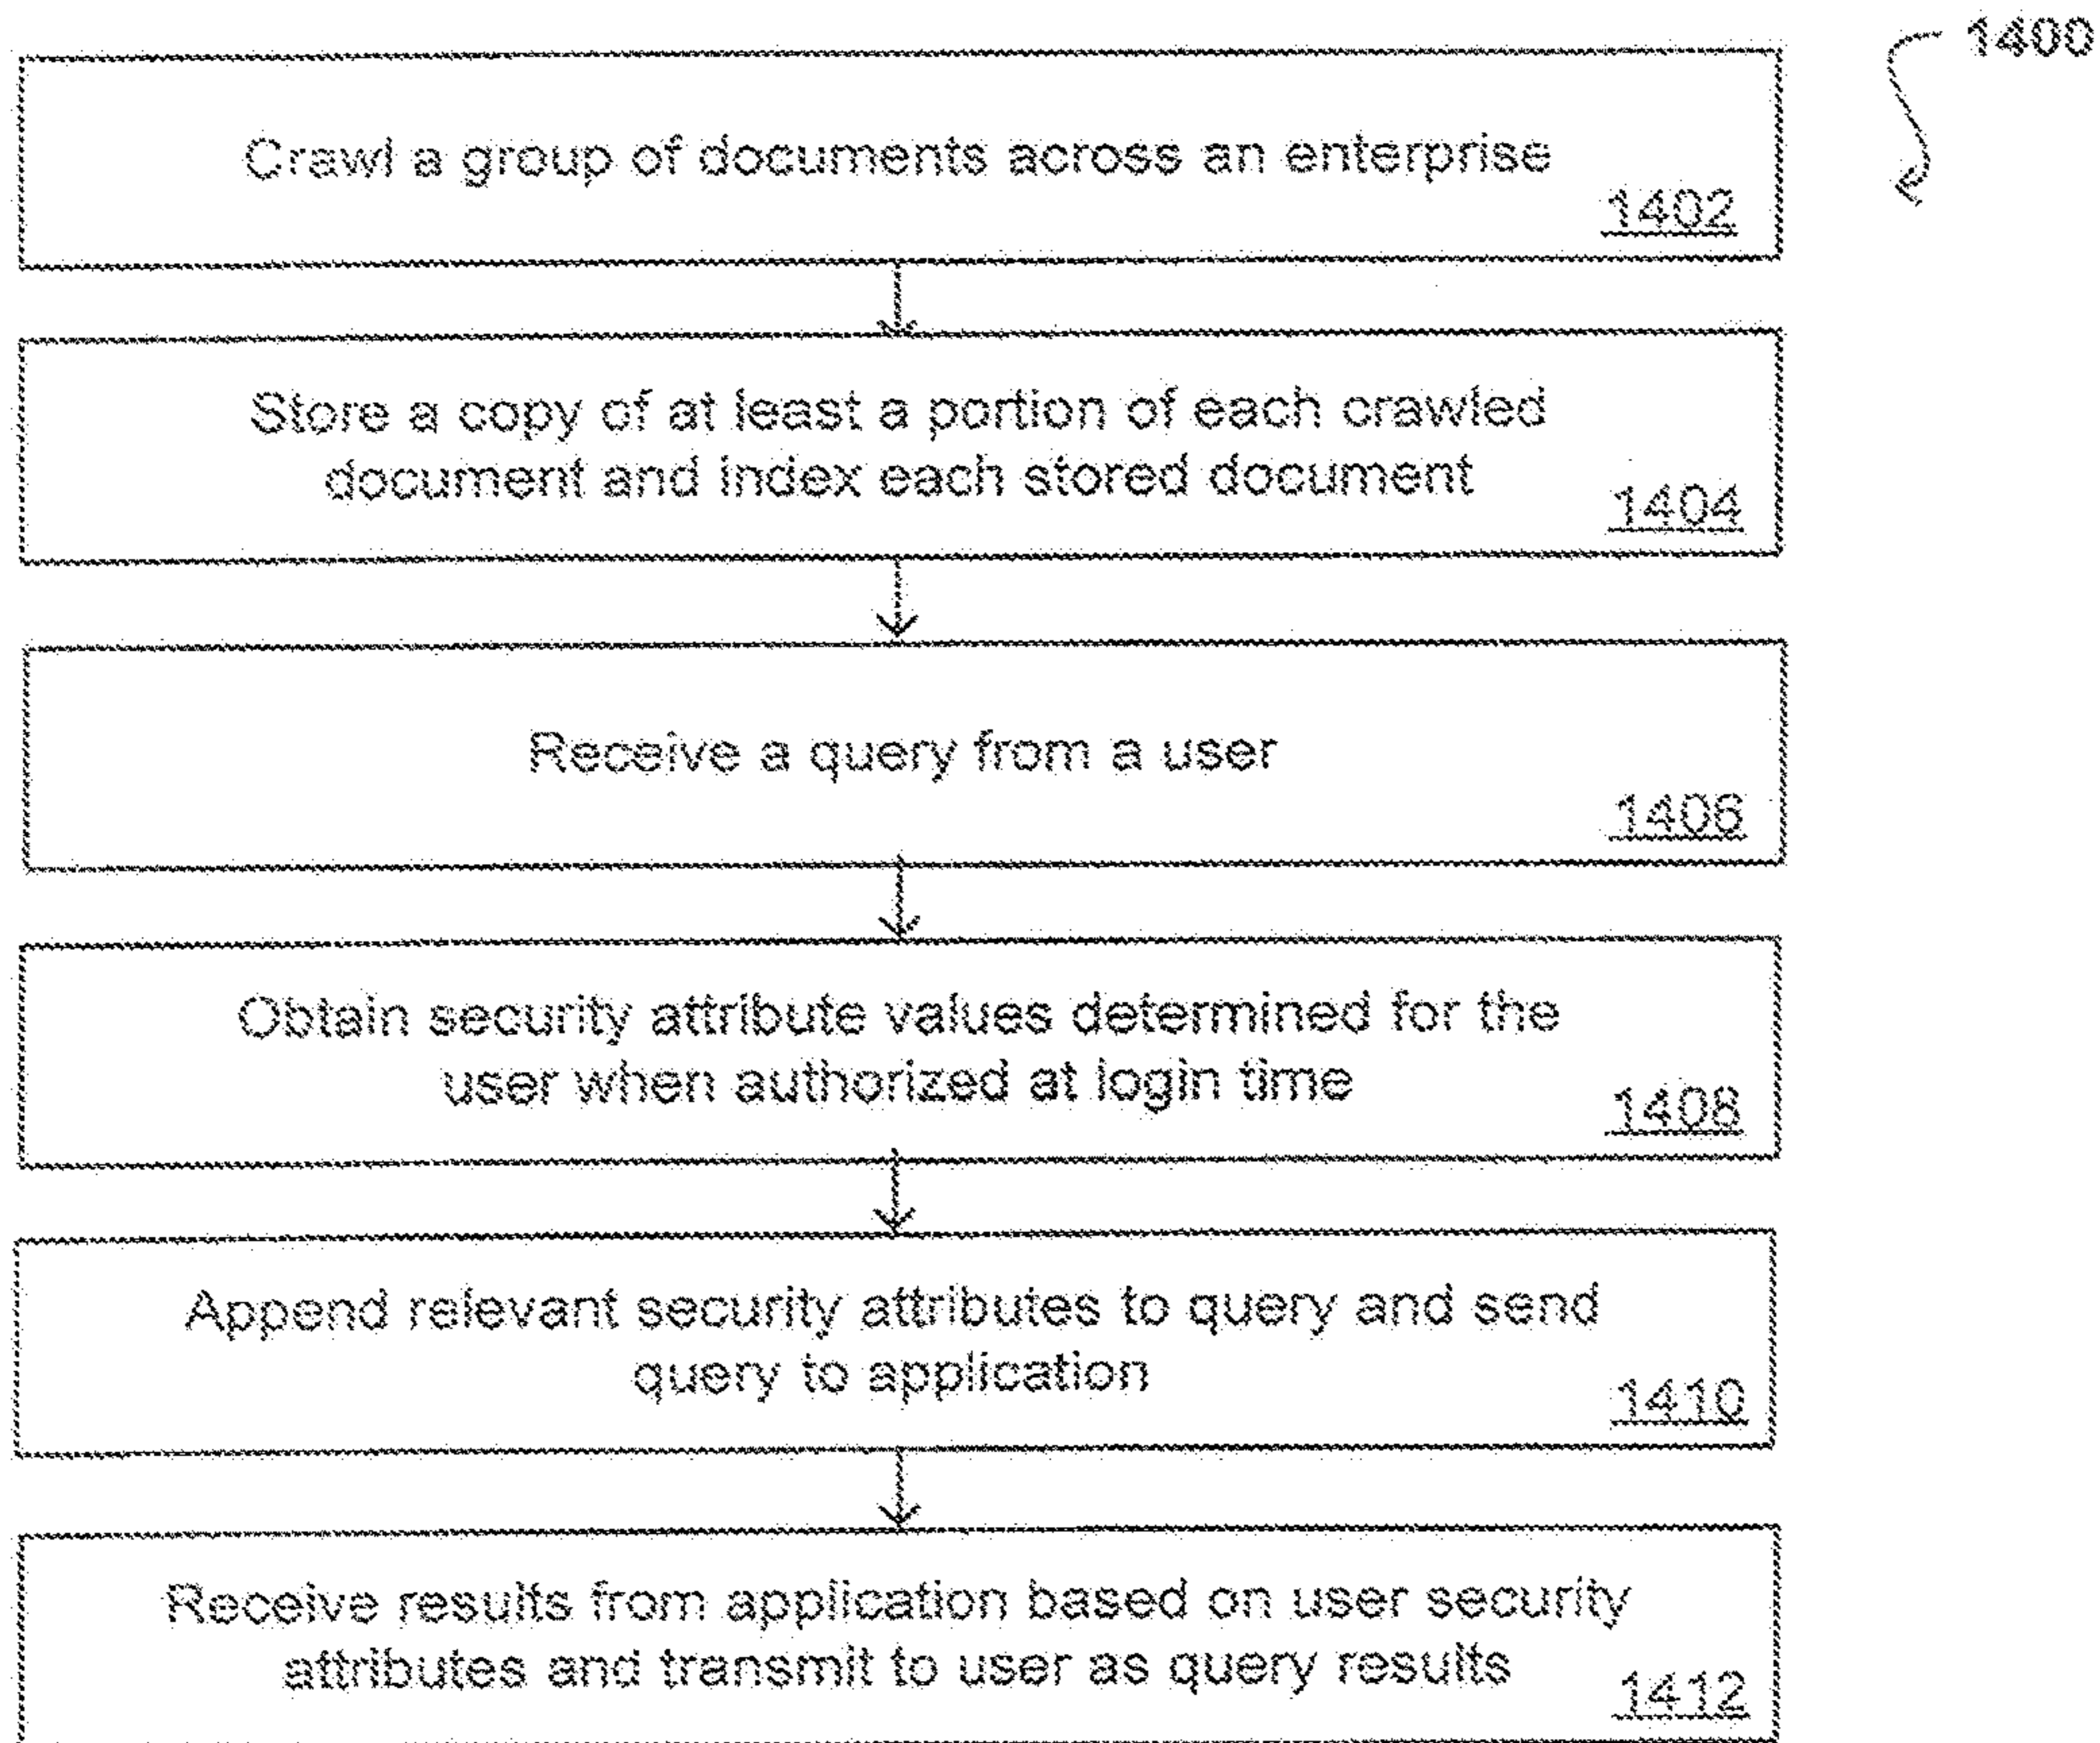 1400
Crawl a group of documents across an enterprise
1402
Store a copy of at least a portion of each crawled
document and index each stored document
1404
Receive a query from a user
1406
Obtain security attribute values determined for the
user when authorized at login time
1408
Append relevant security attributes to query and send
query to application
1410
Receive results from application based on user security
attributes and transmit to user as query results
1412